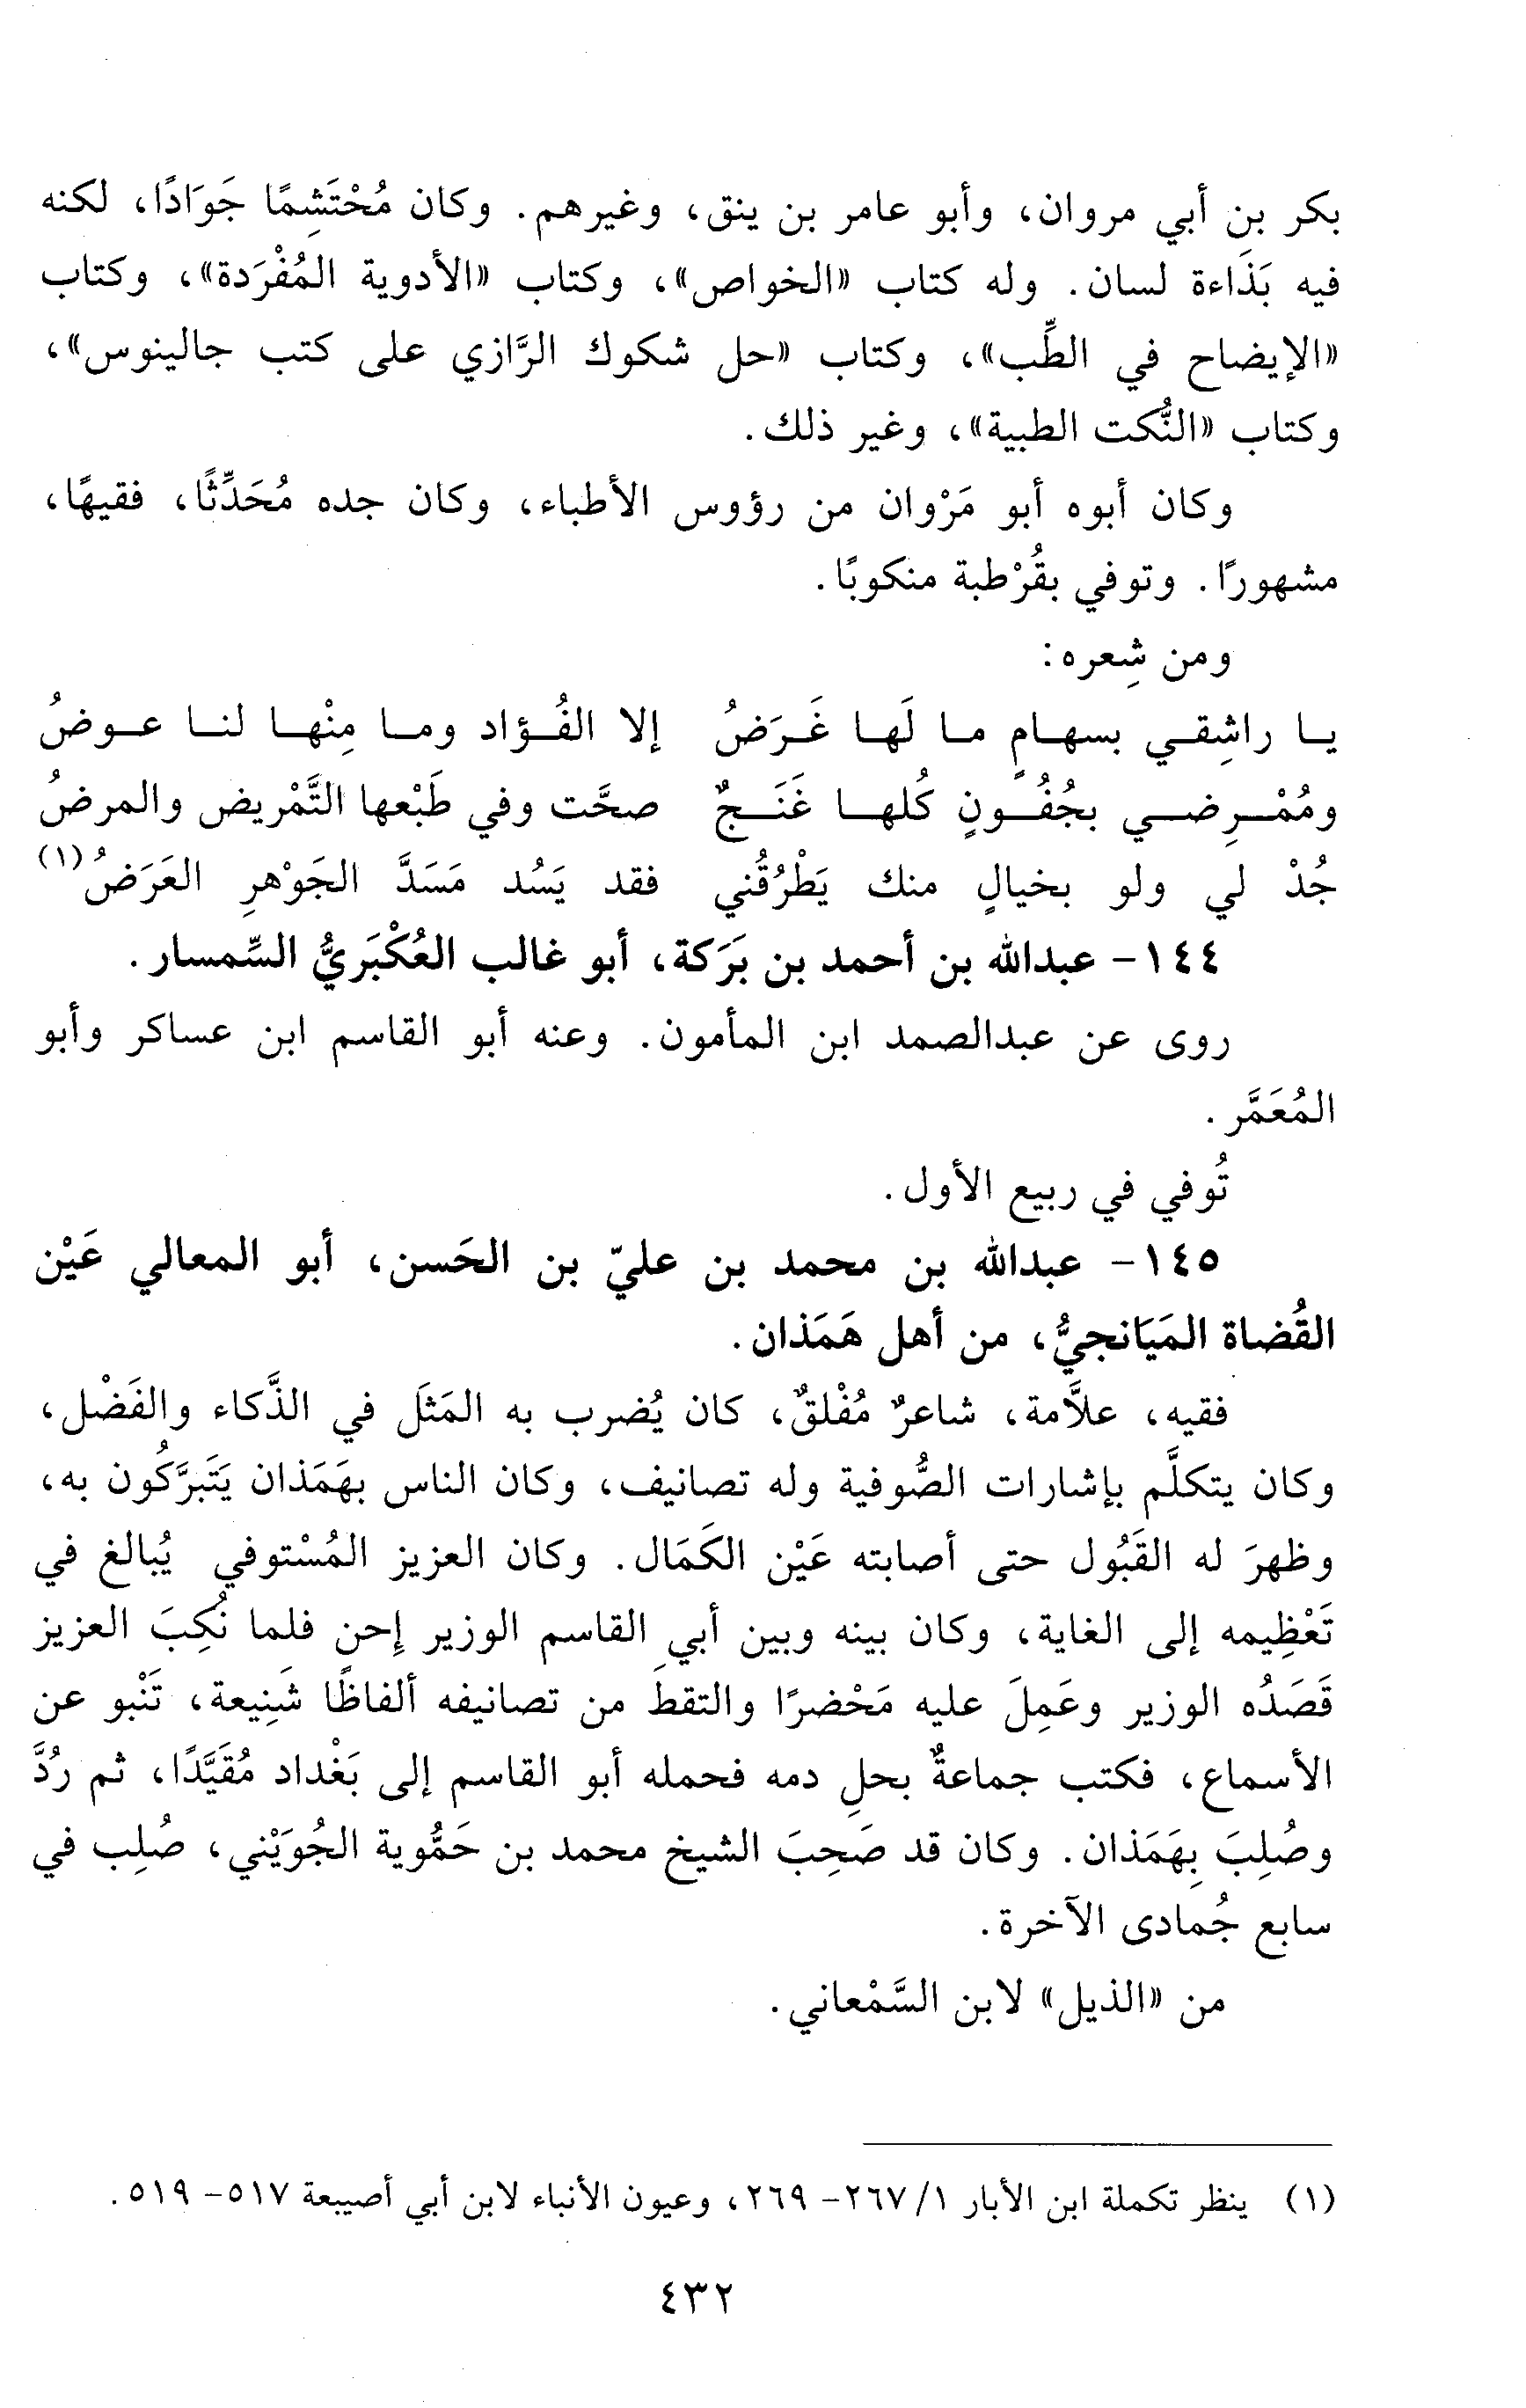 بكر بن أبي مروان، وأبو عامر بن ينق، وغيرهم. وكان مُحْتَشِمًا جَوَادًا، لكنه
فيه بَذَاءة لسان. وله كتاب «الخواص»، وكتاب «الأدوية المُفْرَدة»، وكتاب
«الإيضاح في الطِّب»، وكتاب «حل شكوك الرَّازي على كتب جالينوس»،
وكتاب «النُّكت الطبية»، وغير ذلك.
وكان أبوه أبو مَرْوان من رؤوس الأطباء، وكان جده مُحَدِّثًا، فقيهًا،
مشهورًا. وتوفي بقُرْطبة منكوبًا.
ومن شِعره:
يا راشِقي بسهامٍ ما لَها غَرَضُ إلا الفُؤاد وما مِنْها لنا عوضُ
ومُمْرِضي بجُفُونٍ كُلها غَنَجٌ صحَّت وفي طَبْعها التَّمْريض والمرضُ
جُدْ لي ولو بخيالٍ منك يَطْرُقُني فقد يَسُد مَسَدَّ الجَوْهرِ العَرَضُ(١)
١٤٤- عبدالله بن أحمد بن بَرَكة، أبو غالب العُكْبَريُّ السِّمسار.
روى عن عبدالصمد ابن المأمون. وعنه أبو القاسم ابن عساكر وأبو
المُعَمَّر.
تُوفي في ربيع الأول.
١٤٥- عبدالله بن محمد بن عليّ بن الحَسن، أبو المعالي عَيْن
القُضاة المَيَانجيُّ، من أهل هَمَذان.
فقيه، علاَّمة، شاعرٌ مُفْلقٌ، كان يُضرب به المَثَل في الذَّكاء والفَضْل،
وكان يتكلَّم بإشارات الصُّوفية وله تصانيف، وكان الناس بهَمَذان يَتَبرَّكُون به،
وظهرَ له القَبُول حتى أصابته عَيْن الكَمَال. وكان العزيز المُسْتوفي يُبالغ في
تَعْظِيمه إلى الغاية، وكان بينه وبين أبي القاسم الوزير إِحن فلما نُكِبَ العزيز
قَصَدُه الوزير وعَمِلَ عليه مَحْضرًا والتقطَ من تصانيفه ألفاظًا شَنِيعة، تَنْبو عن
الأسماع، فكتب جماعةٌ بحلِ دمه فحمله أبو القاسم إلى بَغْداد مُقَيَّدًا، ثم رُدَّ
وصُلِبَ بِهَمَذان. وكان قد صَحِبَ الشيخ محمد بن حَمُّوية الجُوَيْني، صُلِب في
سابع جُمادى الآخرة.
من «الذيل» لابن السَّمْعاني.
(١) ينظر تكملة ابن الأبار ١/ ٢٦٧- ٢٦٩، وعيون الأنباء لابن أبي أصيبعة ٥١٧- ٥١٩.
٤٣٢